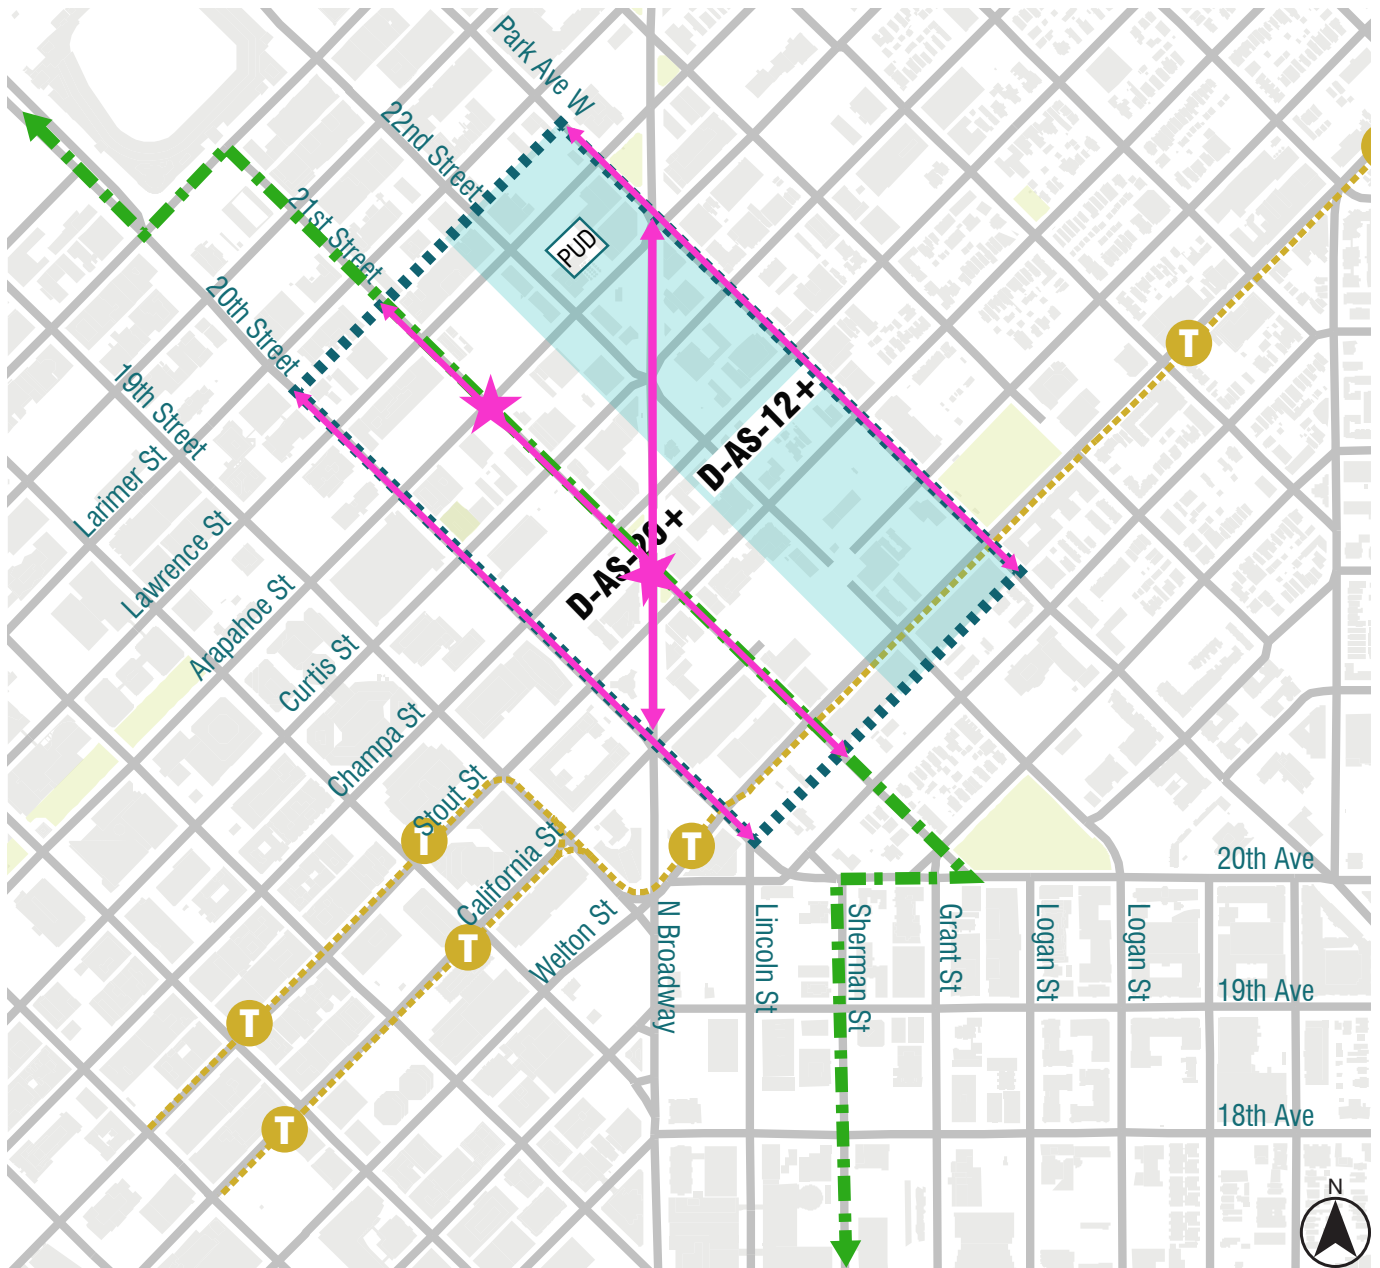 Park Ave W
22nd Street
21st Street
20th Street
19th Street
PUD
T
D-AS-12+
D-AS-20+
Larimer St
Lawrence St
Arapahoe St
Curtis St
Champa St
Stout St
T
California St
T
T
Welton St
20th Ave
N Broadway
Lincoln St
Sherman St
Grant St
Logan St
Logan St
19th Ave
T
T
18th Ave
N